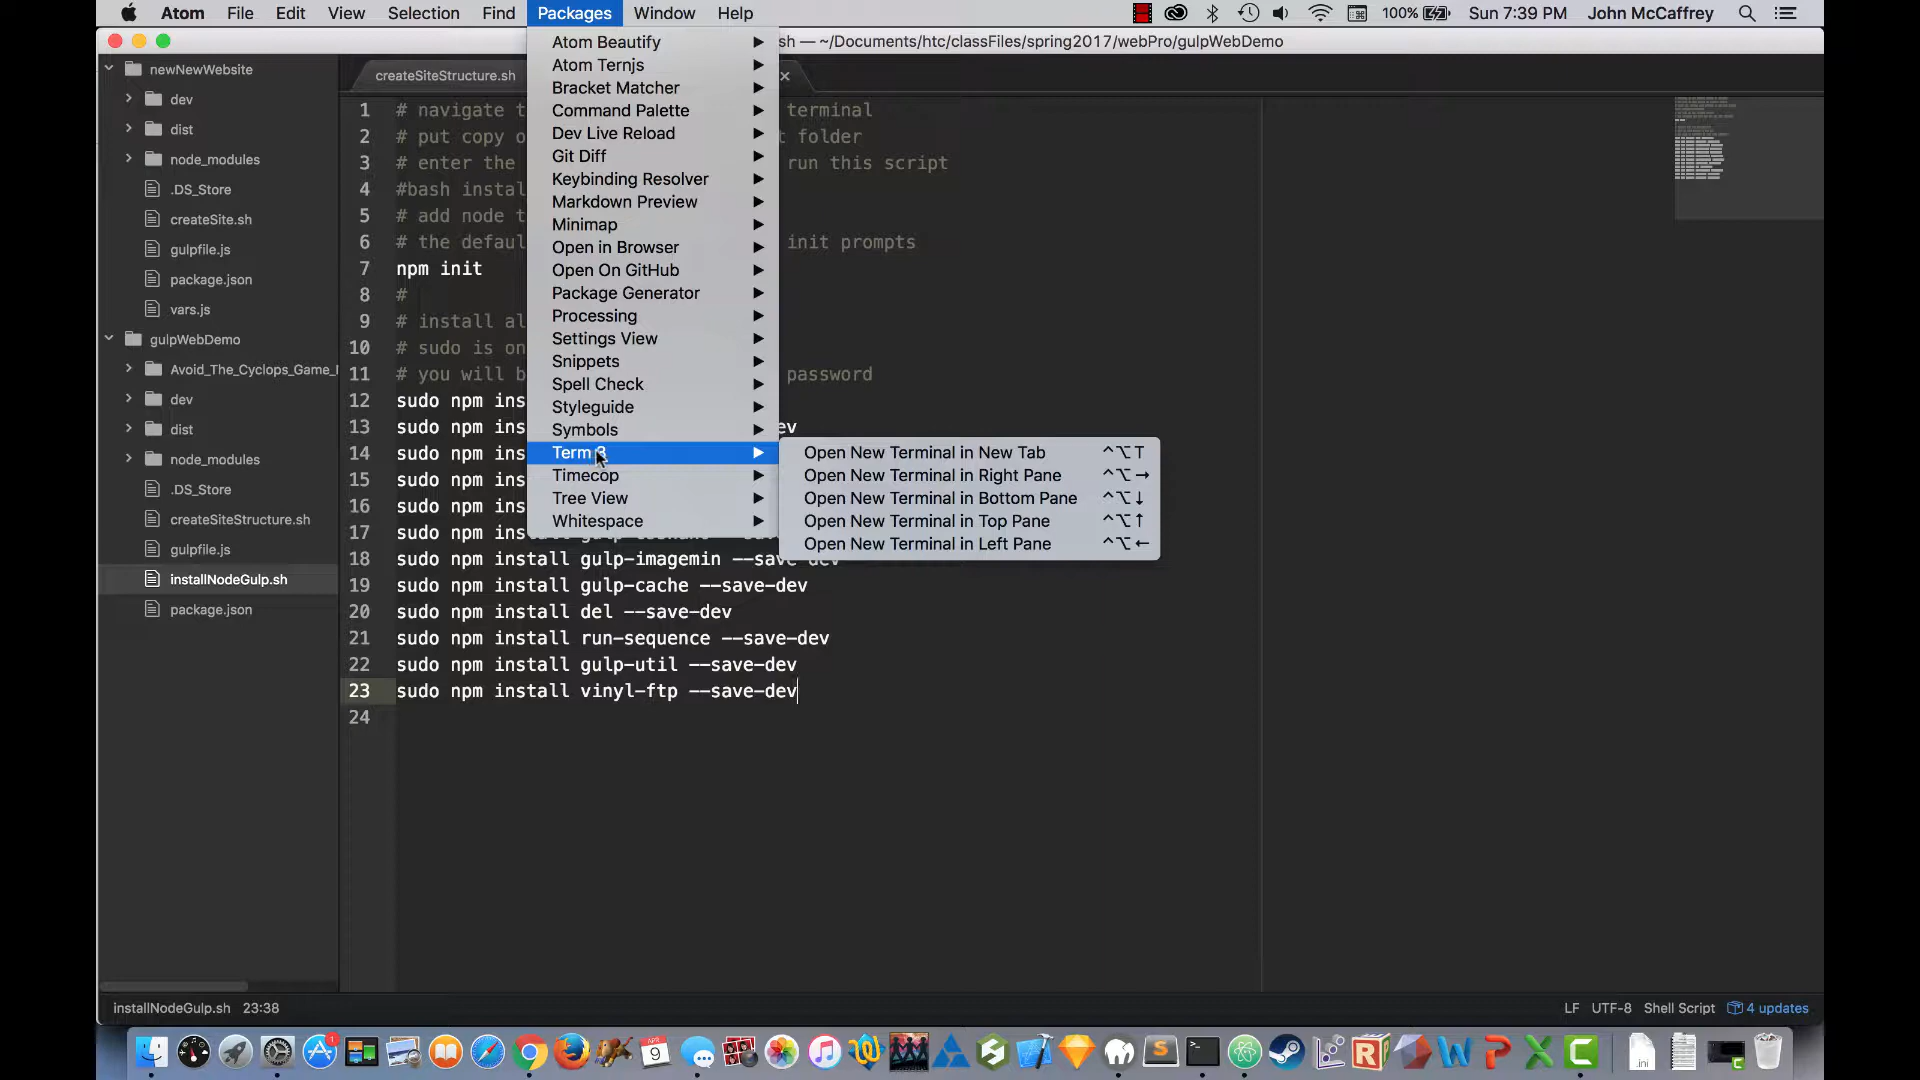 Atom File Edit View Selection Find Packages Window Help 100% Sun 7:39 PM John McCaffrey
sh — ~/Documents/htc/classFiles/spring2017/webPro/gulpWebDemo
newNewWebsite
dev
dist
node_modules
.DS_Store
createSite.sh
gulpfile.js
package.json
vars.js
gulpWebDemo
Avoid_The_Cyclops_Game_
dev
dist
node_modules
.DS_Store
createSiteStructure.sh
gulpfile.js
installNodeGulp.sh
package.json
createSiteStructure.sh
1 # navigate t terminal
2 # put copy o t folder
3 # enter the run this script
4 #bash instal
5 # add node t
6 # the defaul init prompts
7 npm init
8 #
9 # install al
10 # sudo is on
11 # you will b password
12 sudo npm ins
13 sudo npm ins v
14 sudo npm ins
15 sudo npm ins
16 sudo npm ins
17 sudo npm ins
18 sudo npm install gulp-imagemin --save-dev
19 sudo npm install gulp-cache --save-dev
20 sudo npm install del --save-dev
21 sudo npm install run-sequence --save-dev
22 sudo npm install gulp-util --save-dev
23 sudo npm install vinyl-ftp --save-dev
24
Atom Beautify
Atom Ternjs
Bracket Matcher
Command Palette
Dev Live Reload
Git Diff
Keybinding Resolver
Markdown Preview
Minimap
Open in Browser
Open On GitHub
Package Generator
Processing
Settings View
Snippets
Spell Check
Styleguide
Symbols
Term 3
Timecop
Tree View
Whitespace
Open New Terminal in New Tab ⌃⌥T
Open New Terminal in Right Pane ⌃⌥→
Open New Terminal in Bottom Pane ⌃⌥↓
Open New Terminal in Top Pane ⌃⌥↑
Open New Terminal in Left Pane ⌃⌥←
installNodeGulp.sh 23:38 LF UTF-8 Shell Script 4 updates
1
APR
9